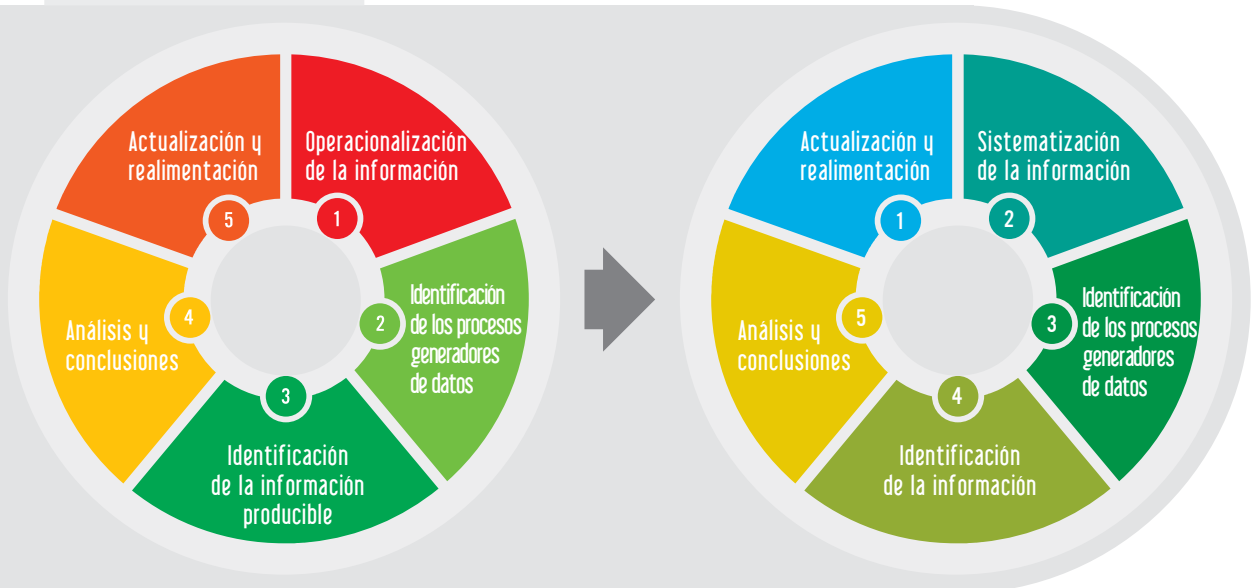 Operacionalización
de la información
1
Identificación
de los procesos
generadores
de datos
2
Identificación
de la información
producible
3
Análisis y
conclusiones
4
Actualización y
realimentación
5
Actualización y
realimentación
1
Sistematización
de la información
2
Identificación
de los procesos
generadores
de datos
3
Identificación
de la información
4
Análisis y
conclusiones
5